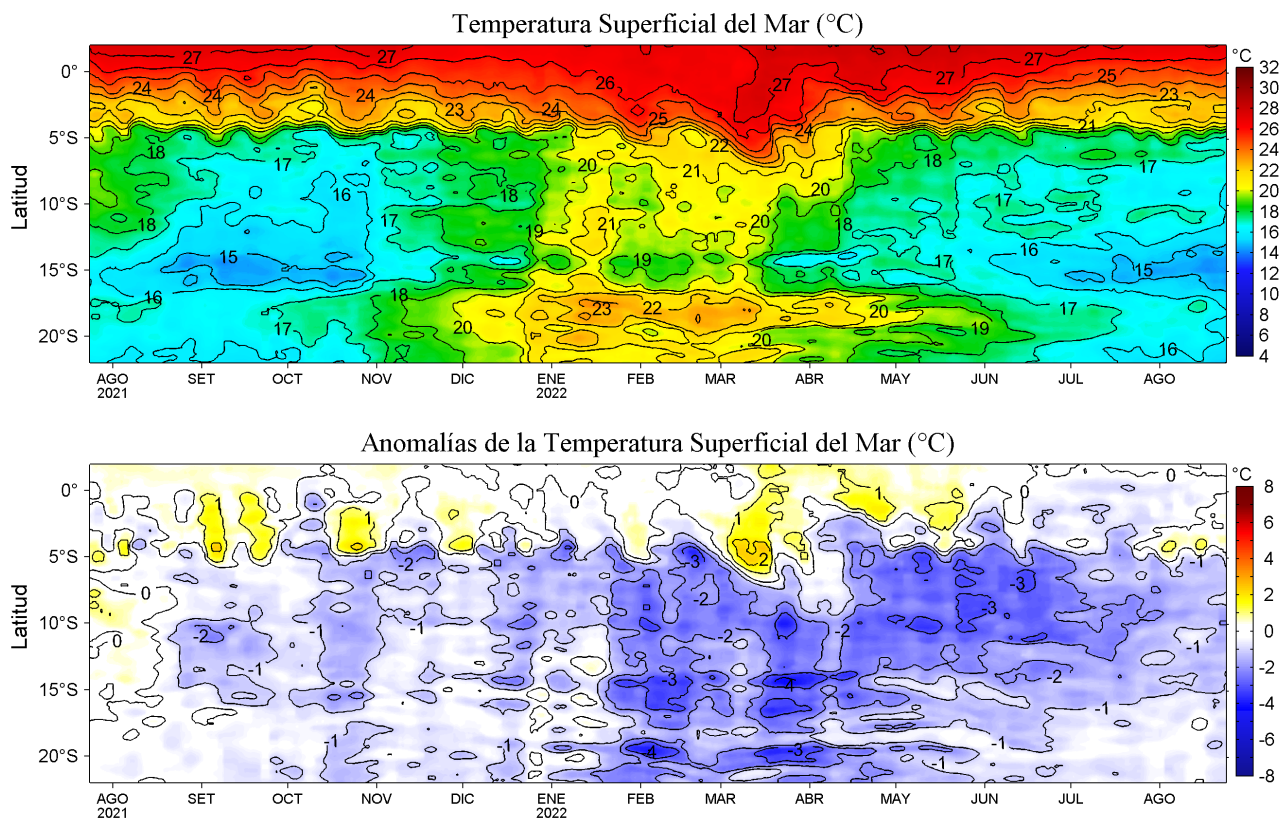 Temperatura Superficial del Mar (°C)
27 27 27 27 27
0°
26 25
24 24 24 23 24 25 27 24 23
22 21
5°S
18 17 20 21 18 17
16 18 20
10°S
18 17 19 21 20 18 17
15 19 17 16 15
15°S
16 18 23 22 17
17 20 20 20 19 16
20°S
Latitud
AGO SET OCT NOV DIC ENE FEB MAR ABR MAY JUN JUL AGO
2021 2022
°C
32
30
28
26
24
22
20
18
16
14
12
10
8
6
4
Anomalías de la Temperatura Superficial del Mar (°C)
0°
1 1 0 1 1 0 0
5°S
-2 -3 2 -3 -1
0 -2 -3
10°S
0 -2 -1 -1 -2 -2 -1
-1 -1 -3 -4 -2
15°S
-1 -1 -4 -3 -1 -1 -1
20°S
Latitud
AGO SET OCT NOV DIC ENE FEB MAR ABR MAY JUN JUL AGO
2021 2022
°C
8
6
4
2
0
-2
-4
-6
-8